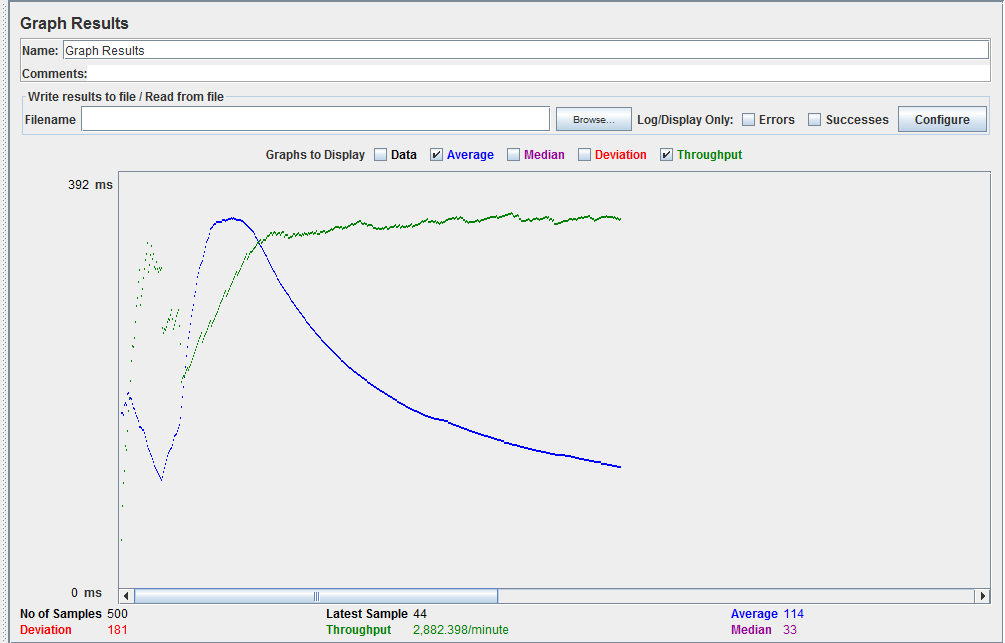 Graph Results
Name: Graph Results
Comments:
Write results to file / Read from file
Filename Browse... Log/Display Only: Errors Successes Configure
Graphs to Display Data Average Median Deviation Throughput
392 ms
0 ms
No of Samples 500 Latest Sample 44 Average 114
Deviation 181 Throughput 2,882.398/minute Median 33